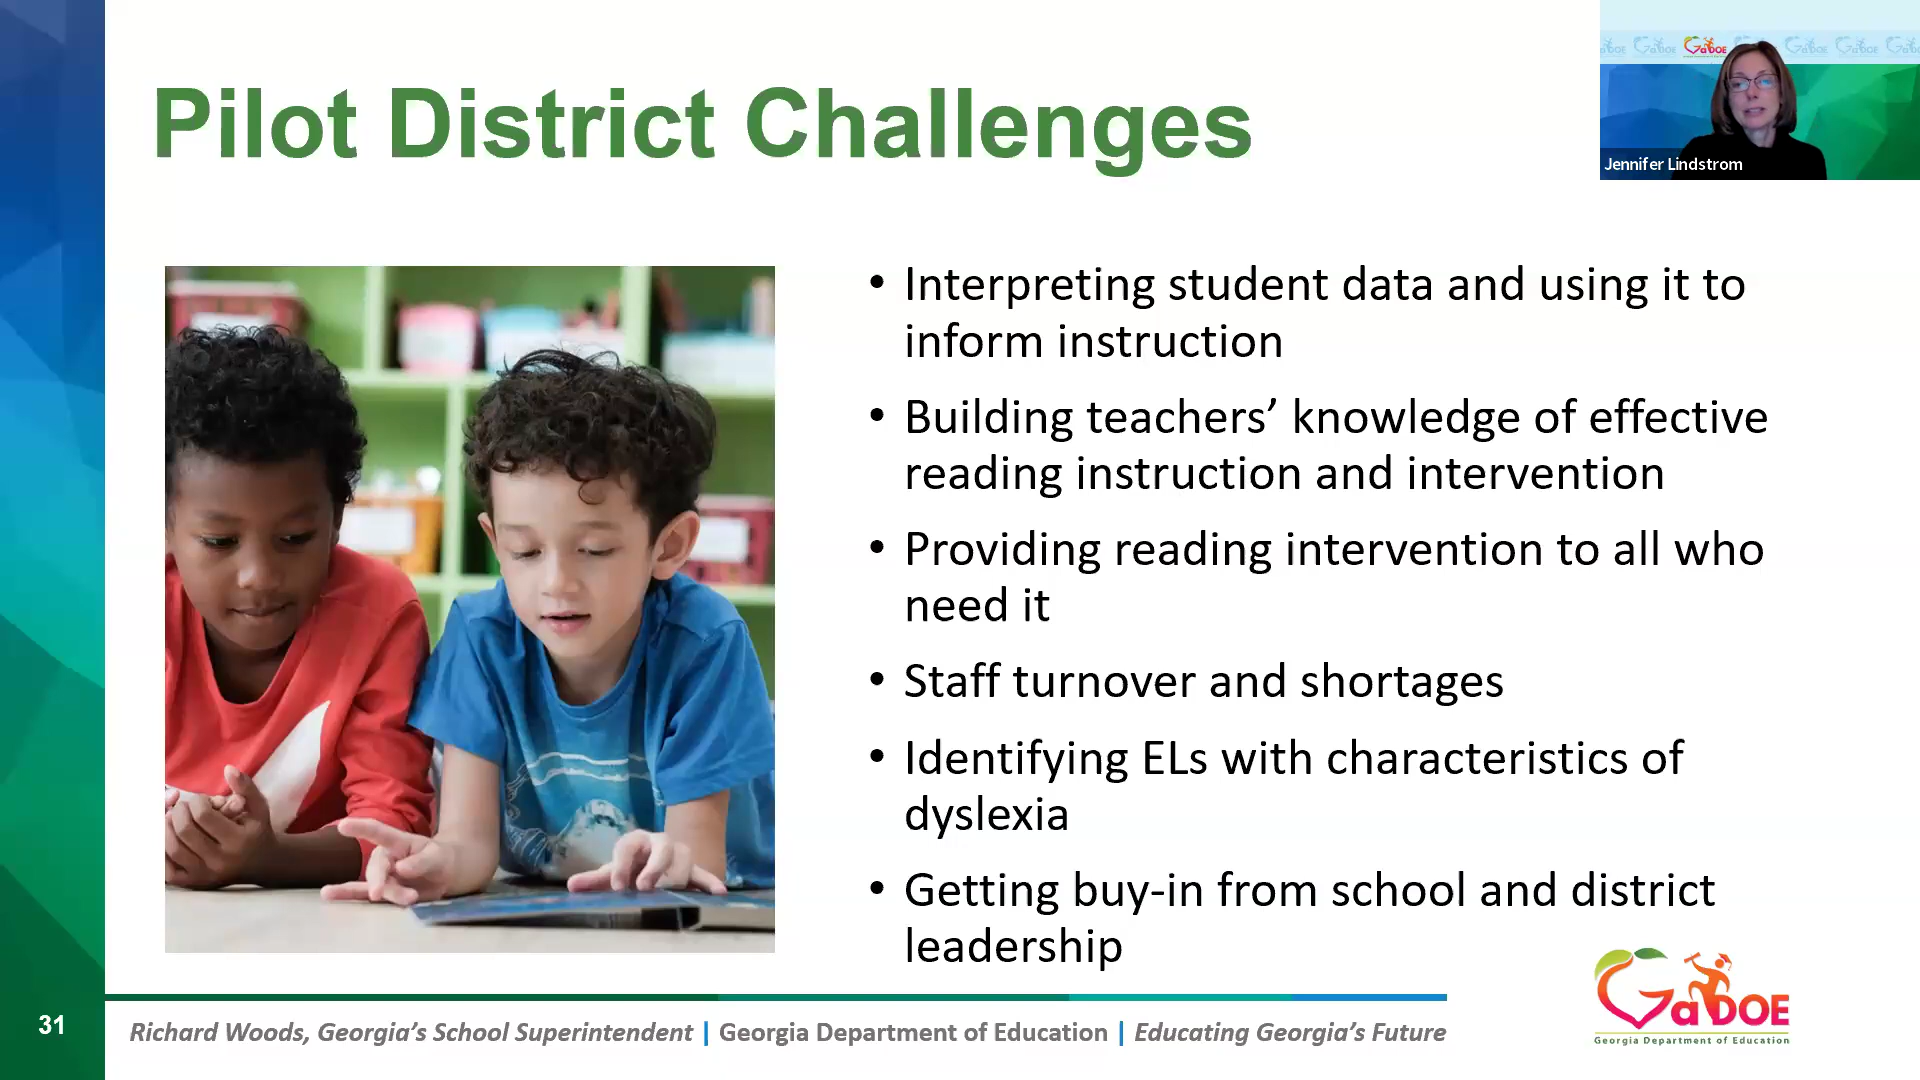 Pilot District Challenges
GaDOE
Jennifer Lindstrom
• Interpreting student data and using it to
inform instruction
• Building teachers’ knowledge of effective
reading instruction and intervention
• Providing reading intervention to all who
need it
• Staff turnover and shortages
• Identifying ELs with characteristics of
dyslexia
• Getting buy-in from school and district
leadership
31
Richard Woods, Georgia’s School Superintendent | Georgia Department of Education | Educating Georgia’s Future
GaDOE
Georgia Department of Education